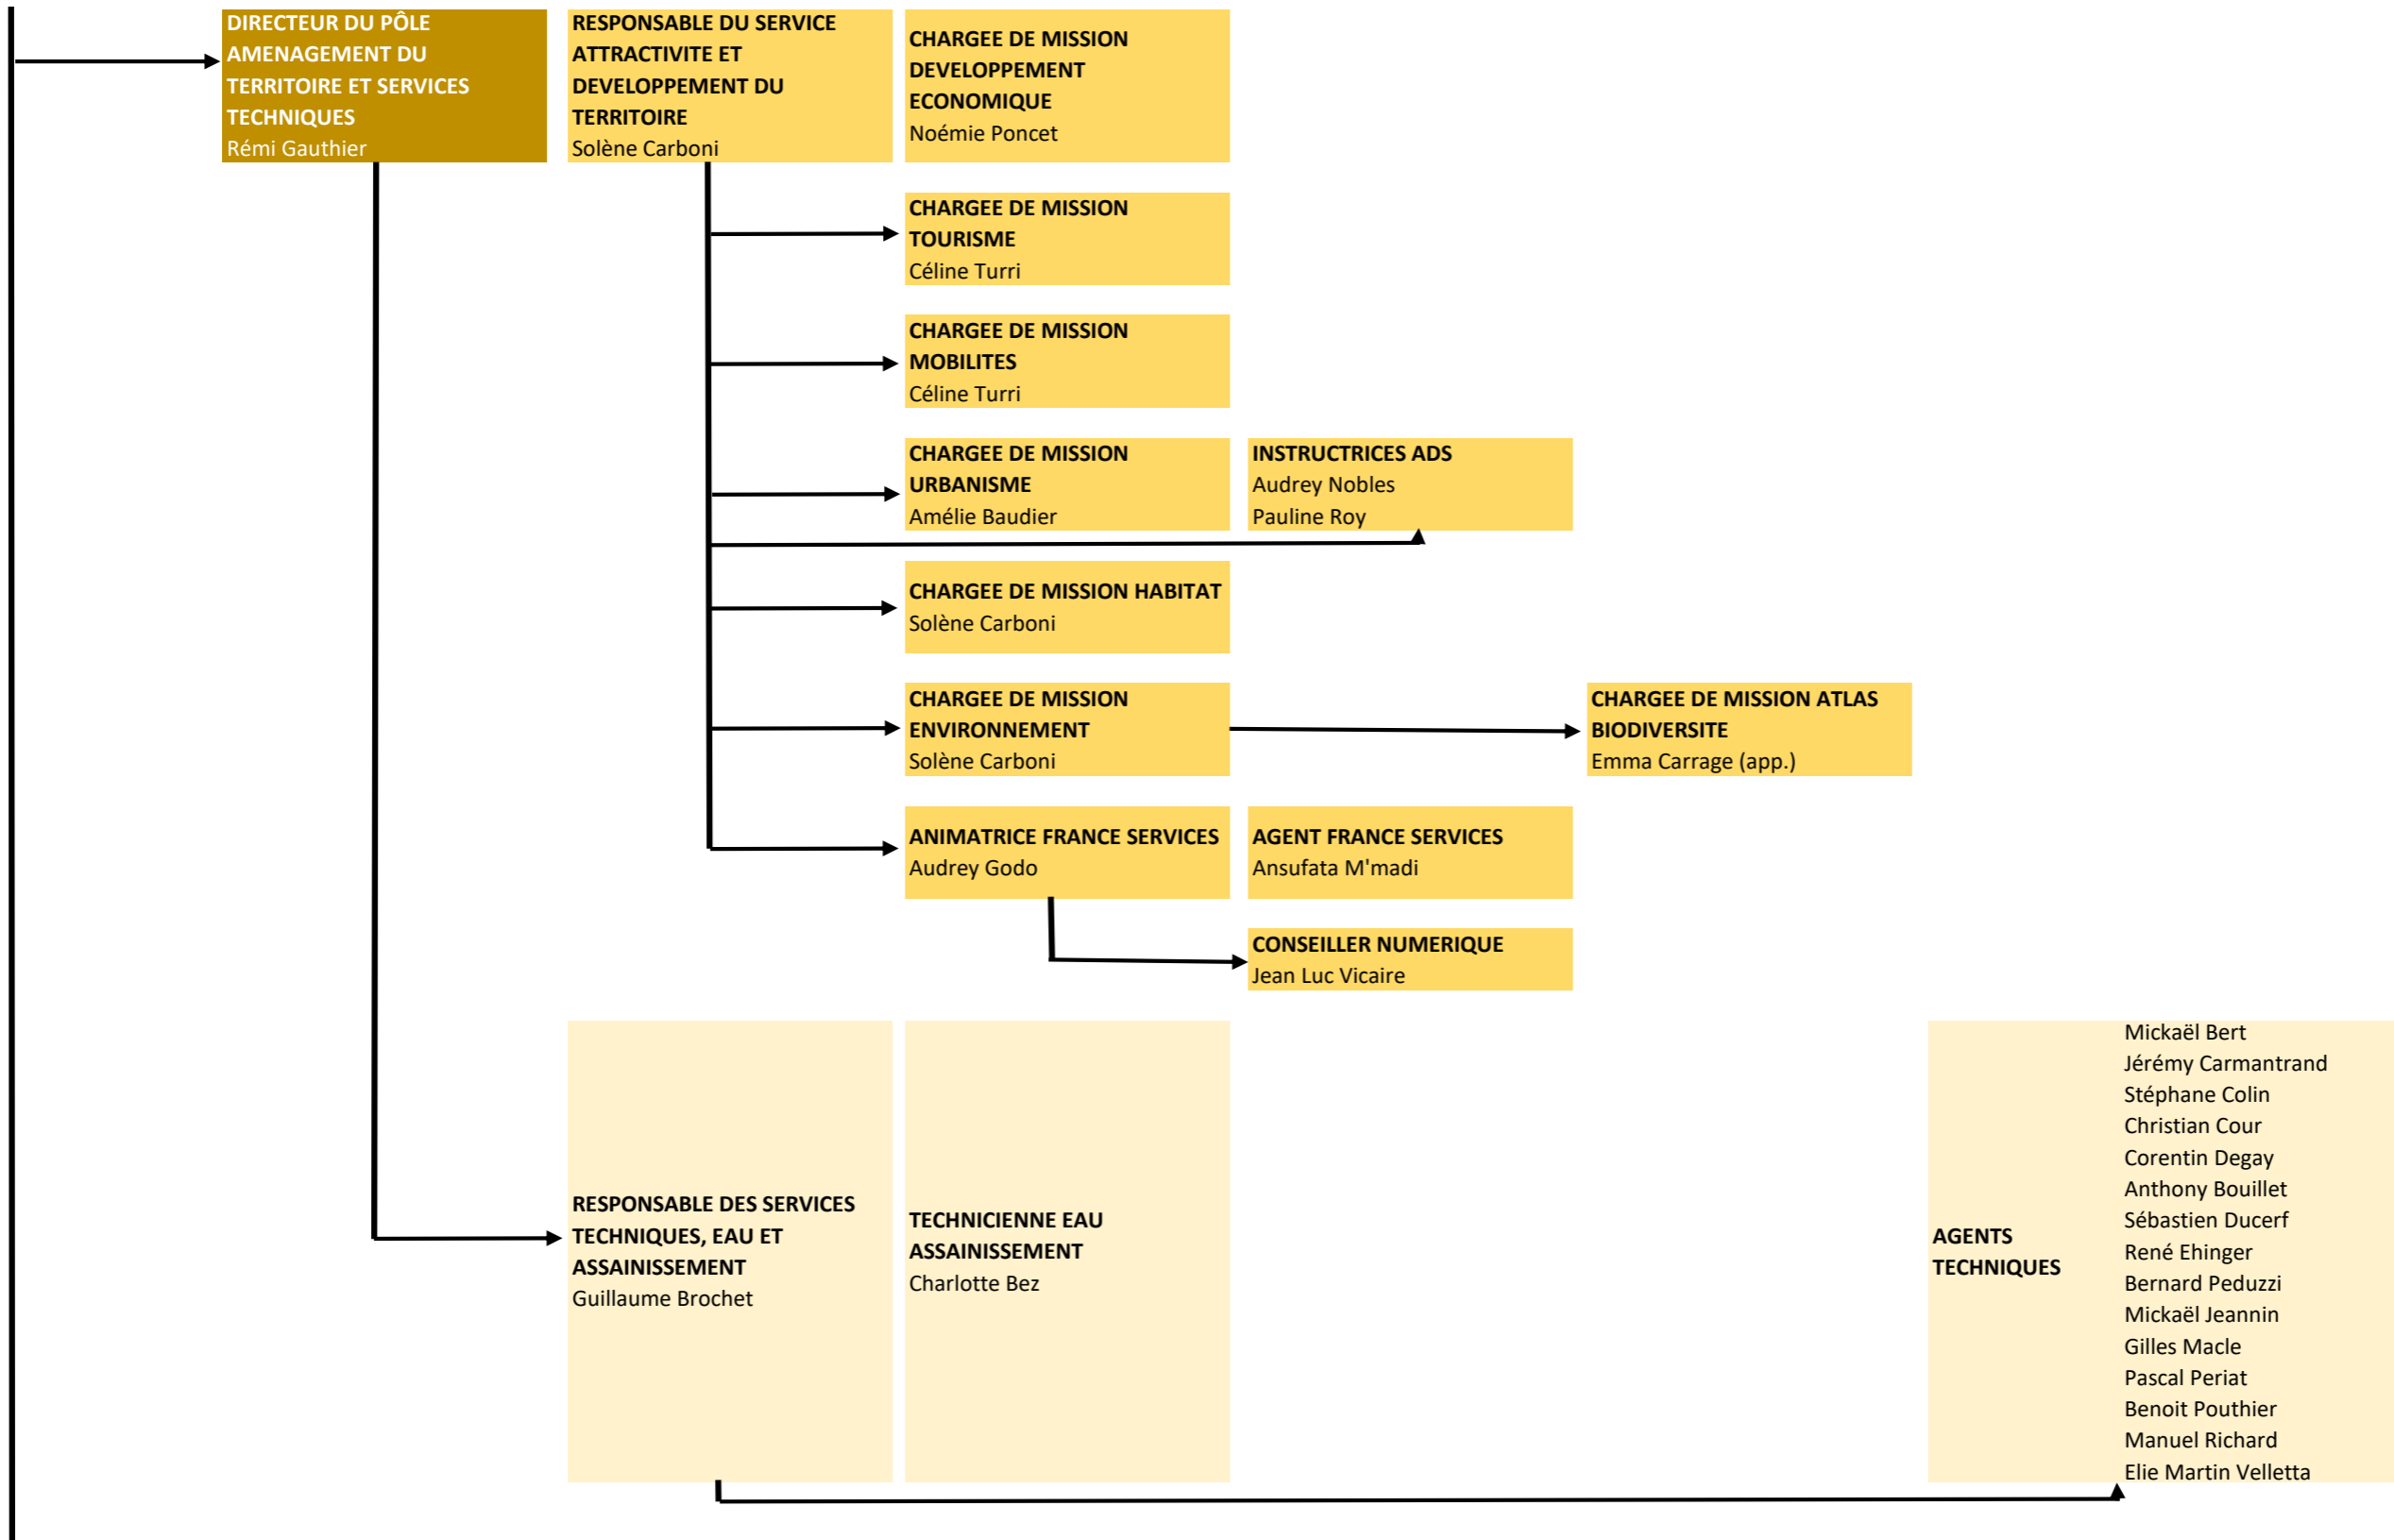 DIRECTEUR DU PÔLE
AMENAGEMENT DU
TERRITOIRE ET SERVICES
TECHNIQUES
Rémi Gauthier
RESPONSABLE DU SERVICE
ATTRACTIVITE ET
DEVELOPPEMENT DU
TERRITOIRE
Solène Carboni
CHARGEE DE MISSION
DEVELOPPEMENT
ECONOMIQUE
Noémie Poncet
CHARGEE DE MISSION
TOURISME
Céline Turri
CHARGEE DE MISSION
MOBILITES
Céline Turri
CHARGEE DE MISSION
URBANISME
Amélie Baudier
INSTRUCTRICES ADS
Audrey Nobles
Pauline Roy
CHARGEE DE MISSION HABITAT
Solène Carboni
CHARGEE DE MISSION
ENVIRONNEMENT
Solène Carboni
CHARGEE DE MISSION ATLAS
BIODIVERSITE
Emma Carrage (app.)
ANIMATRICE FRANCE SERVICES
Audrey Godo
AGENT FRANCE SERVICES
Ansufata M'madi
CONSEILLER NUMERIQUE
Jean Luc Vicaire
RESPONSABLE DES SERVICES
TECHNIQUES, EAU ET
ASSAINISSEMENT
Guillaume Brochet
TECHNICIENNE EAU
ASSAINISSEMENT
Charlotte Bez
AGENTS
TECHNIQUES
Mickaël Bert
Jérémy Carmantrand
Stéphane Colin
Christian Cour
Corentin Degay
Anthony Bouillet
Sébastien Ducerf
René Ehinger
Bernard Peduzzi
Mickaël Jeannin
Gilles Macle
Pascal Periat
Benoit Pouthier
Manuel Richard
Elie Martin Velletta